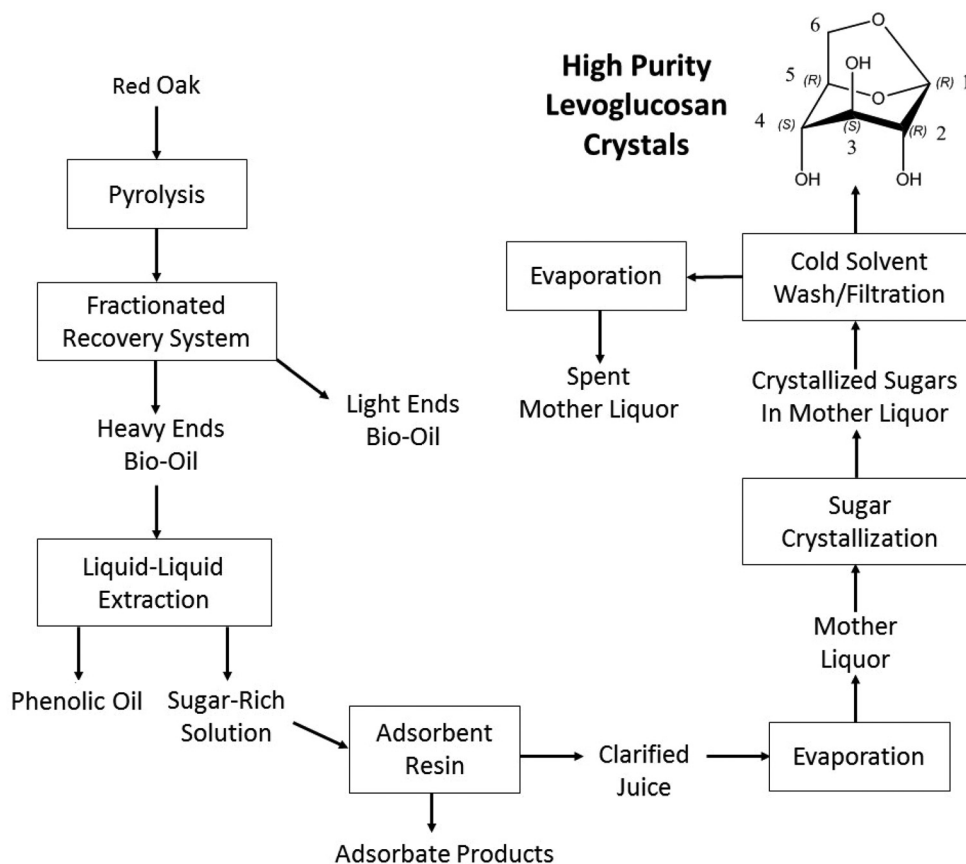 Red Oak
Pyrolysis
Fractionated
Recovery System
Light Ends
Bio-Oil
Heavy Ends
Bio-Oil
Liquid-Liquid
Extraction
Phenolic Oil
Sugar-Rich
Solution
Adsorbent
Resin
Adsorbate Products
Clarified
Juice
Evaporation
Mother
Liquor
Sugar
Crystallization
Crystallized Sugars
In Mother Liquor
Cold Solvent
Wash/Filtration
Evaporation
Spent
Mother Liquor
High Purity
Levoglucosan
Crystals
6
O
OH
5
(R)
O
(R)
1
4
(S)
(S)
(R)
2
3
OH
OH